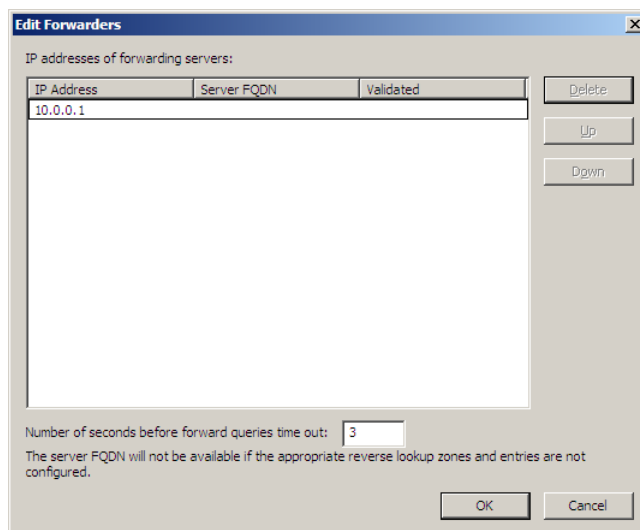 Edit Forwarders
IP addresses of forwarding servers:
IP Address Server FQDN Validated
10.0.0.1
Delete
Up
Down
Number of seconds before forward queries time out: 3
The server FQDN will not be available if the appropriate reverse lookup zones and entries are not
configured.
OK Cancel